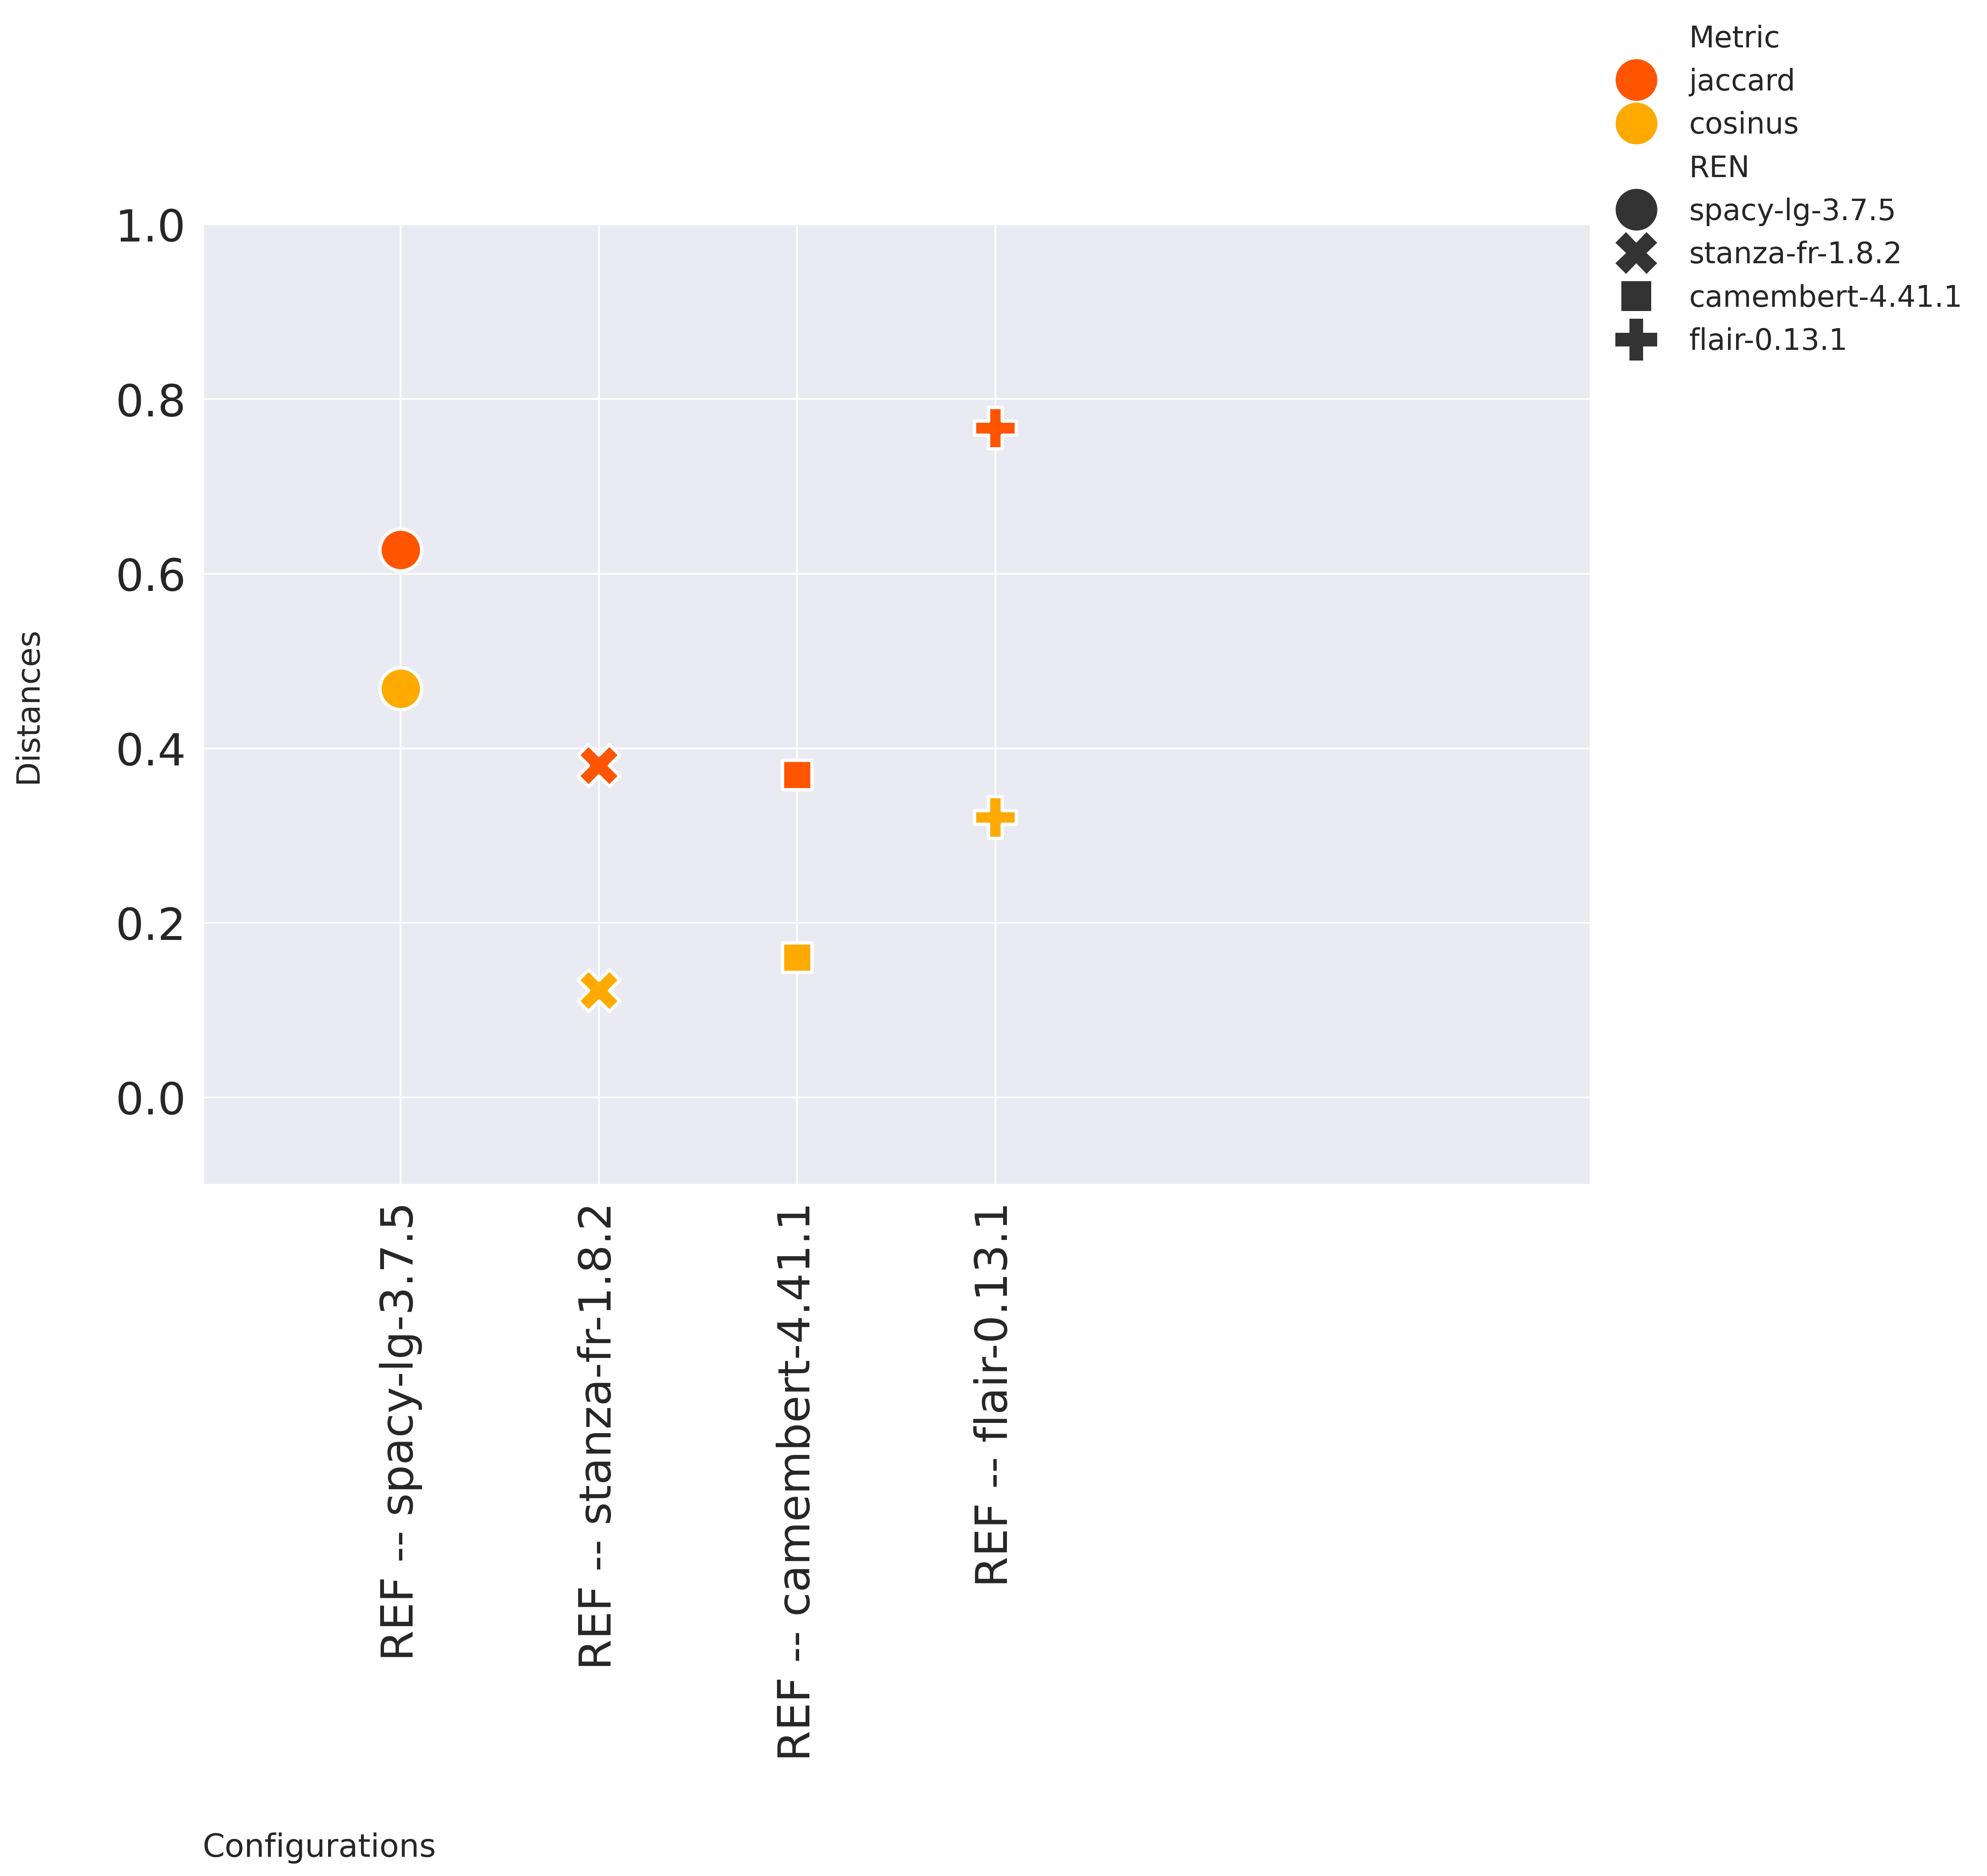 Metric
jaccard
cosinus
REN
spacy-lg-3.7.5
stanza-fr-1.8.2
camembert-4.41.1
flair-0.13.1
1.0
0.8
0.6
0.4
0.2
0.0
Distances
REF -- spacy-lg-3.7.5
REF -- stanza-fr-1.8.2
REF -- camembert-4.41.1
REF -- flair-0.13.1
Configurations